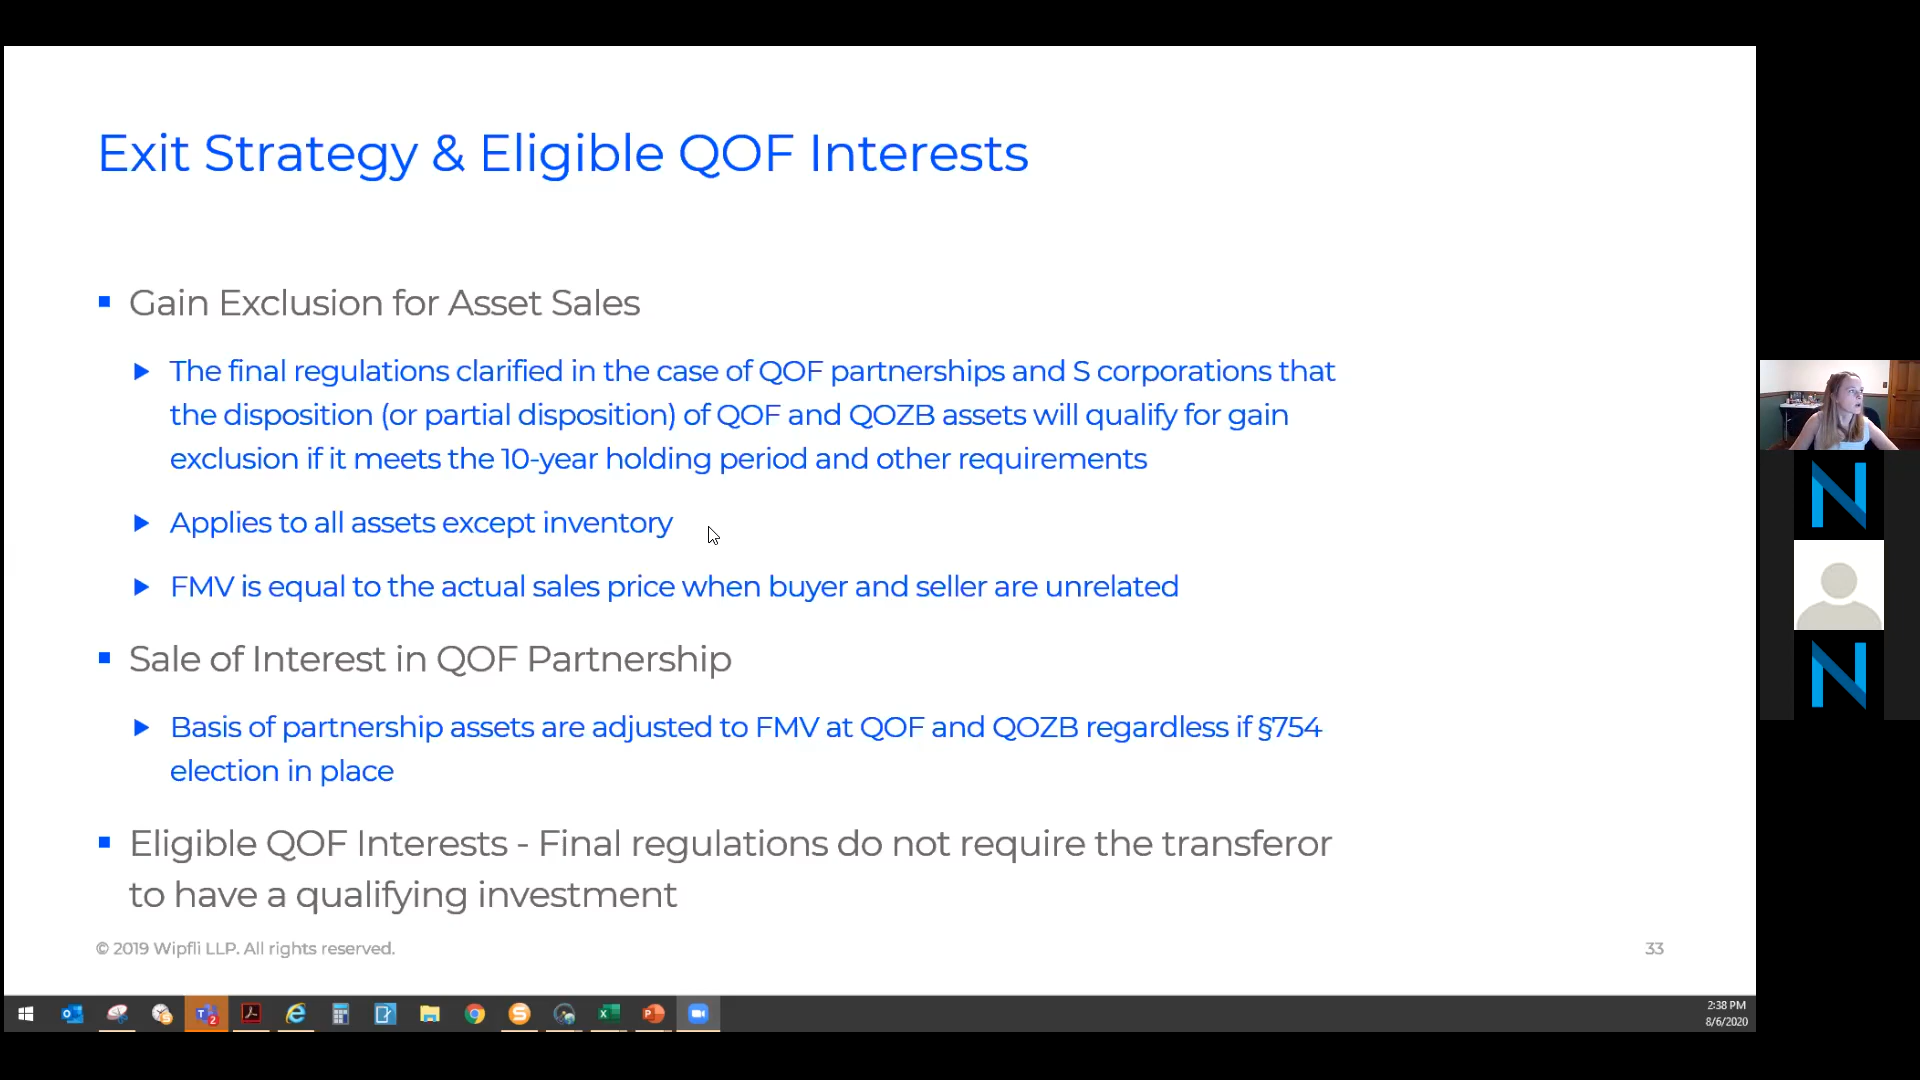 Exit Strategy & Eligible QOF Interests
Gain Exclusion for Asset Sales
The final regulations clarified in the case of QOF partnerships and S corporations that
the disposition (or partial disposition) of QOF and QOZB assets will qualify for gain
exclusion if it meets the 10-year holding period and other requirements
Applies to all assets except inventory
FMV is equal to the actual sales price when buyer and seller are unrelated
Sale of Interest in QOF Partnership
Basis of partnership assets are adjusted to FMV at QOF and QOZB regardless if §754
election in place
Eligible QOF Interests - Final regulations do not require the transferor
to have a qualifying investment
© 2019 Wipfli LLP. All rights reserved.
33
2:38 PM
8/6/2020